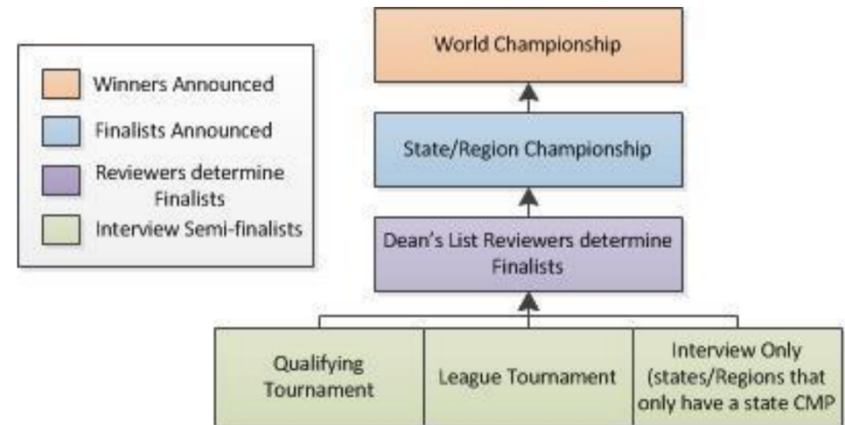 Winners Announced
Finalists Announced
Reviewers determine
Finalists
Interview Semi-finalists
World Championship
State/Region Championship
Dean's List Reviewers determine
Finalists
Qualifying
Tournament
League Tournament
Interview Only
(states/Regions that
only have a state CMP